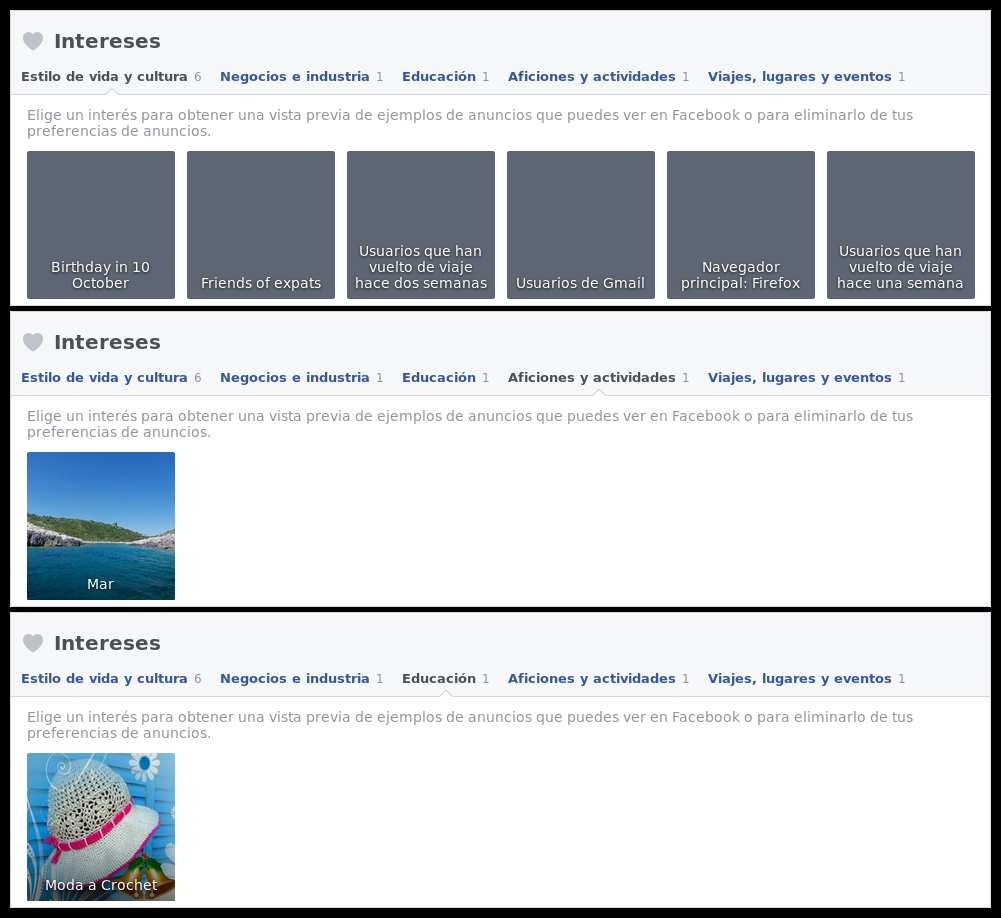 Intereses
Estilo de vida y cultura 6 Negocios e industria 1 Educación 1 Aficiones y actividades 1 Viajes, lugares y eventos 1
Elige un interés para obtener una vista previa de ejemplos de anuncios que puedes ver en Facebook o para eliminarlo de tus
preferencias de anuncios.
Birthday in 10
October
Friends of expats
Usuarios que han
vuelto de viaje
hace dos semanas
Usuarios de Gmail
Navegador
principal: Firefox
Usuarios que han
vuelto de viaje
hace una semana
Intereses
Estilo de vida y cultura 6 Negocios e industria 1 Educación 1 Aficiones y actividades 1 Viajes, lugares y eventos 1
Elige un interés para obtener una vista previa de ejemplos de anuncios que puedes ver en Facebook o para eliminarlo de tus
preferencias de anuncios.
Mar
Intereses
Estilo de vida y cultura 6 Negocios e industria 1 Educación 1 Aficiones y actividades 1 Viajes, lugares y eventos 1
Elige un interés para obtener una vista previa de ejemplos de anuncios que puedes ver en Facebook o para eliminarlo de tus
preferencias de anuncios.
Moda a Crochet